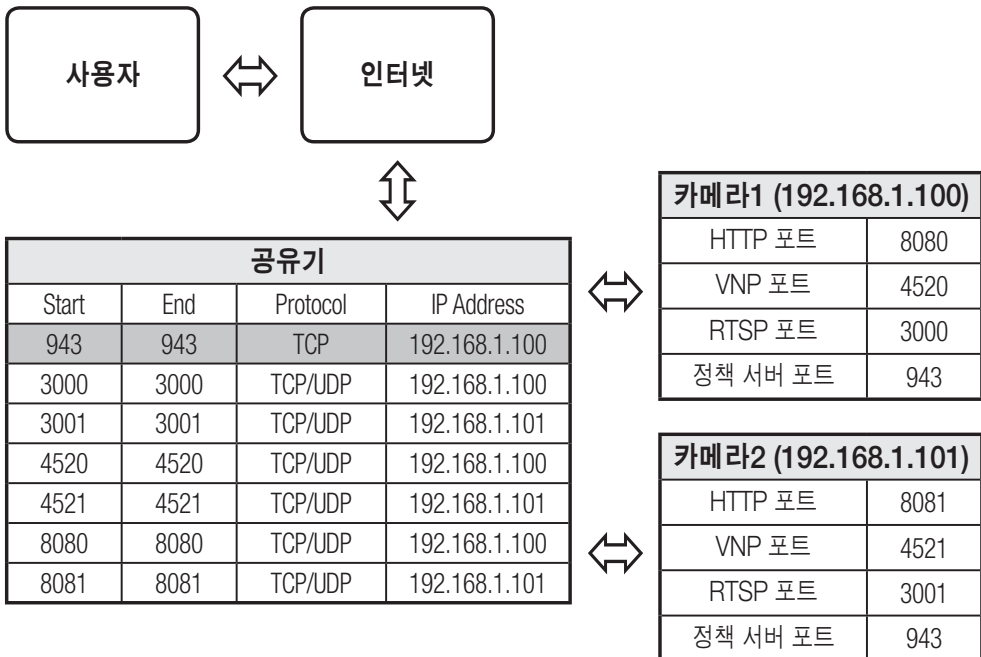 사용자
인터넷
공유기
Start End Protocol IP Address
943 943 TCP 192.168.1.100
3000 3000 TCP/UDP 192.168.1.100
3001 3001 TCP/UDP 192.168.1.101
4520 4520 TCP/UDP 192.168.1.100
4521 4521 TCP/UDP 192.168.1.101
8080 8080 TCP/UDP 192.168.1.100
8081 8081 TCP/UDP 192.168.1.101
카메라1 (192.168.1.100)
HTTP 포트 8080
VNP 포트 4520
RTSP 포트 3000
정책 서버 포트 943
카메라2 (192.168.1.101)
HTTP 포트 8081
VNP 포트 4521
RTSP 포트 3001
정책 서버 포트 943